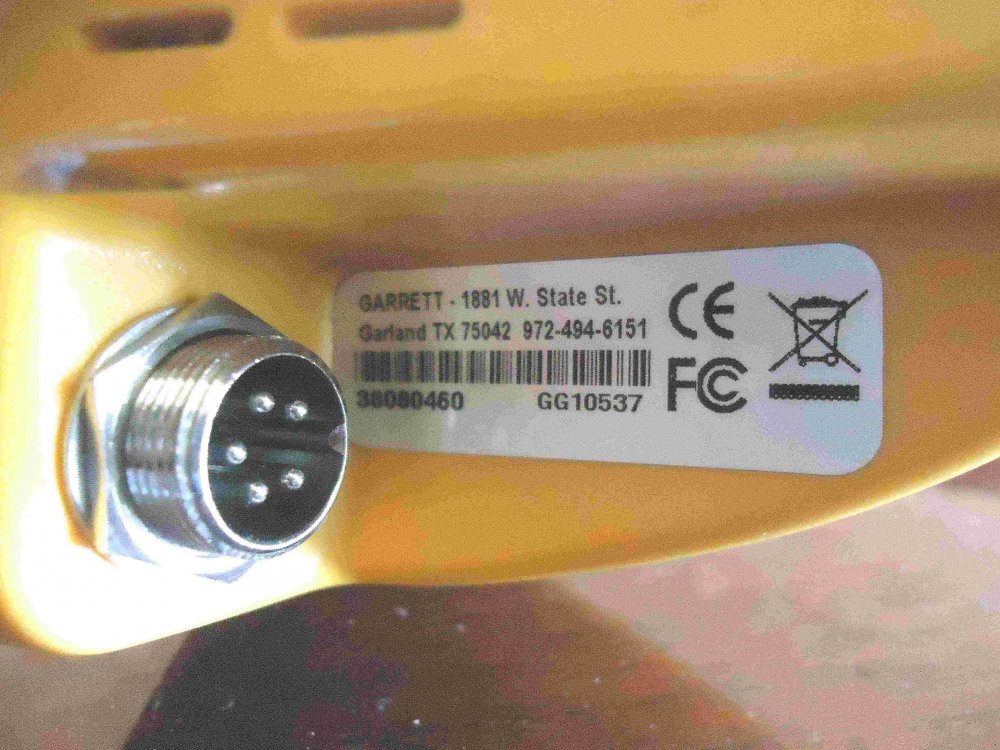 GARRETT - 1881 W. State St.
Garland TX 75042 972-494-6151
38080460 GG10537
CE
FC